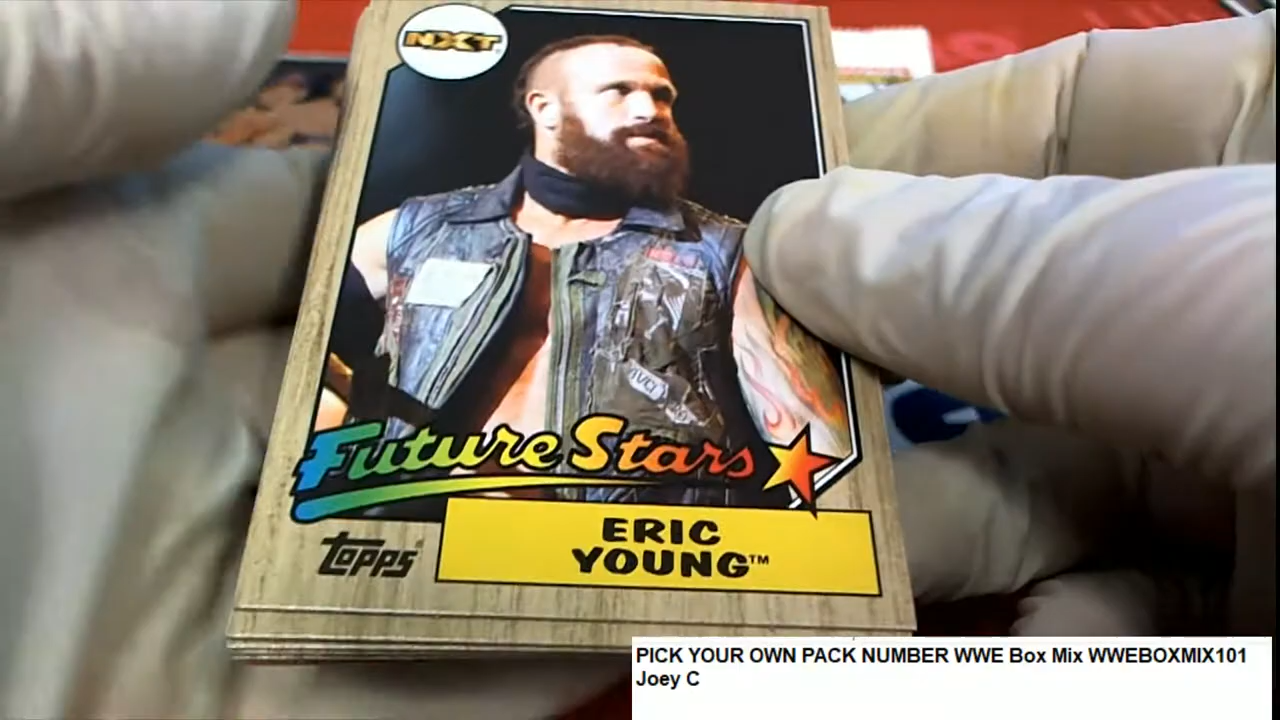 NXT
Future Stars
ERIC
YOUNG™
TOPPS®
PICK YOUR OWN PACK NUMBER WWE Box Mix WWEBOXMIX101
Joey C